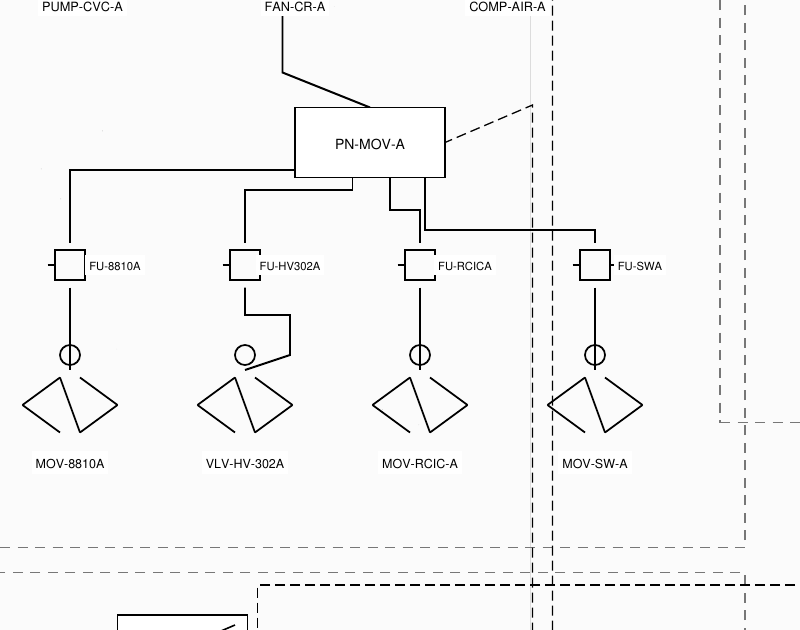 PUMP-CVC-A
FAN-CR-A
COMP-AIR-A
PN-MOV-A
FU-8810A
FU-HV302A
FU-RCICA
FU-SWA
MOV-8810A
VLV-HV-302A
MOV-RCIC-A
MOV-SW-A